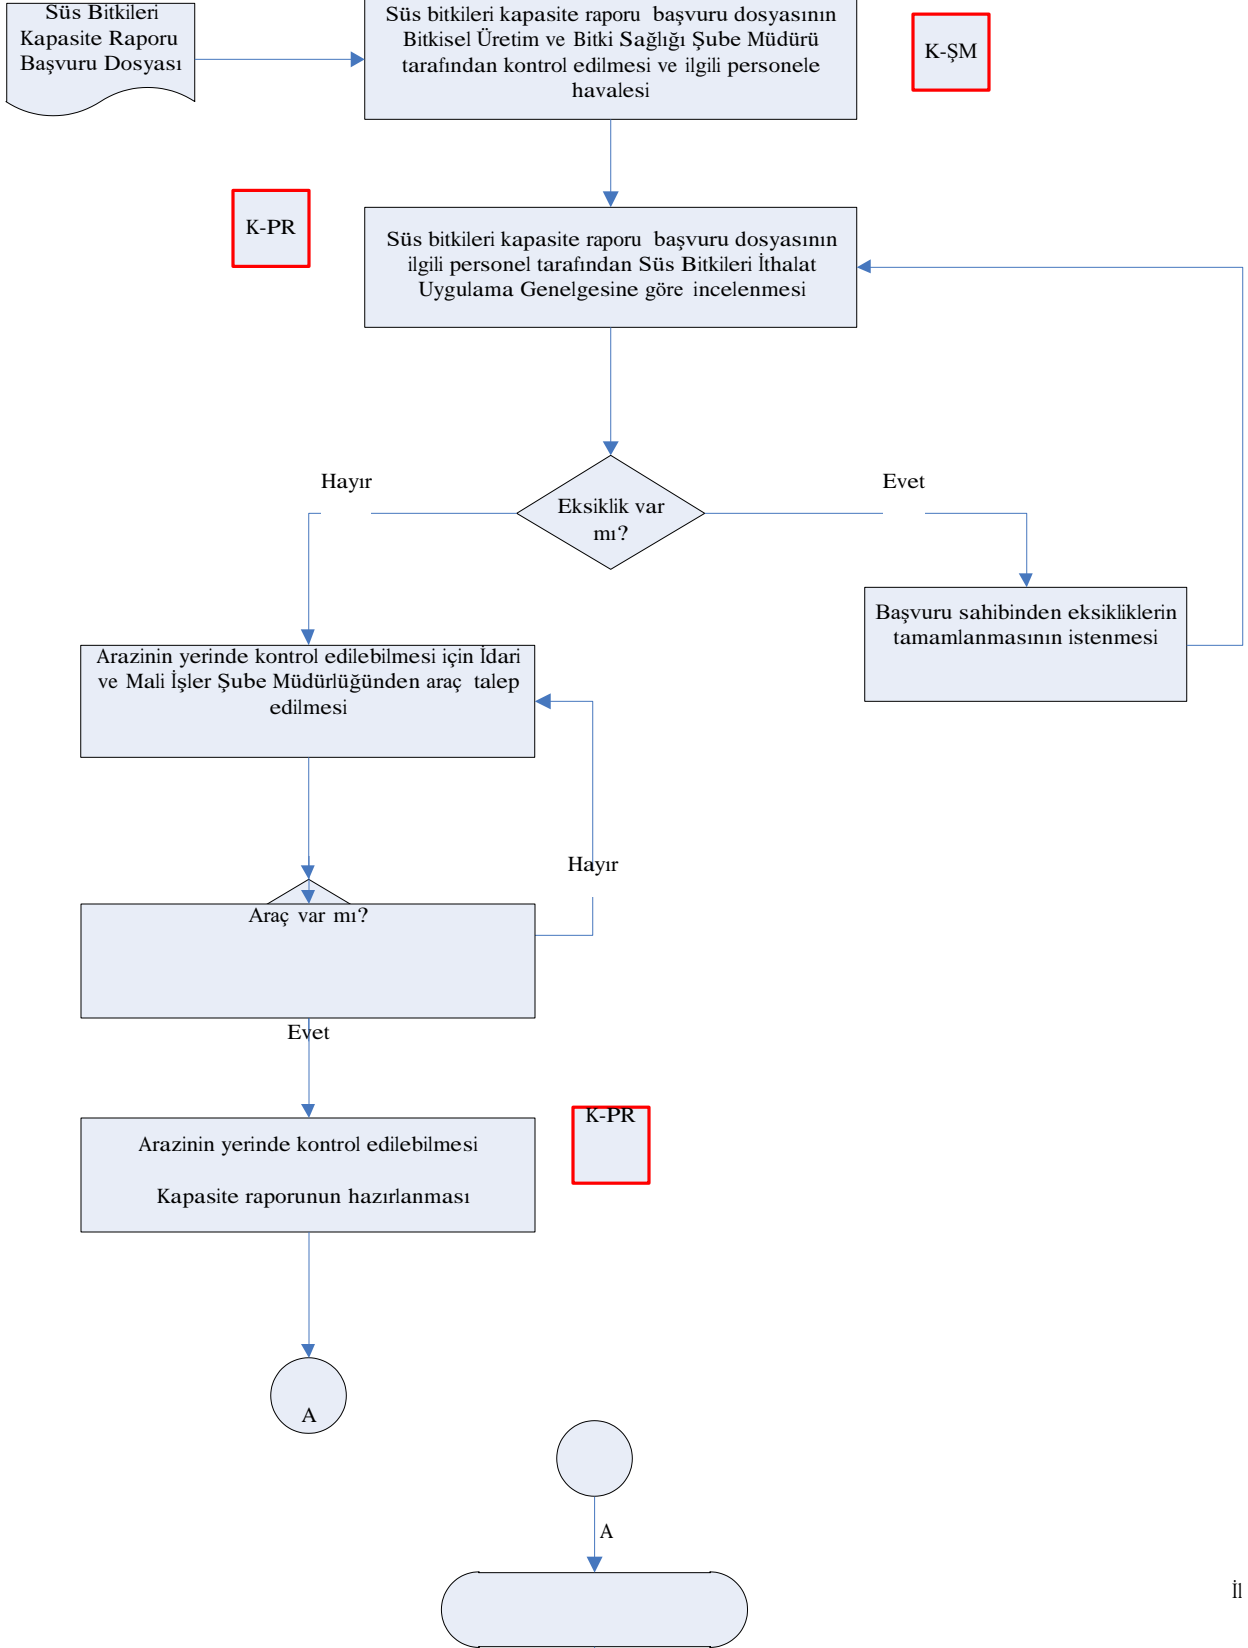 Süs Bitkileri
Kapasite Raporu
Başvuru Dosyası
Süs bitkileri kapasite raporu başvuru dosyasının
Bitkisel Üretim ve Bitki Sağlığı Şube Müdürü
tarafından kontrol edilmesi ve ilgili personele
havalesi
K-ŞM
K-PR
Süs bitkileri kapasite raporu başvuru dosyasının
ilgili personel tarafından Süs Bitkileri İthalat
Uygulama Genelgesine göre incelenmesi
Hayır
Evet
Eksiklik var
mı?
Başvuru sahibinden eksikliklerin
tamamlanmasının istenmesi
Arazinin yerinde kontrol edilebilmesi için İdari
ve Mali İşler Şube Müdürlüğünden araç talep
edilmesi
Hayır
Araç var mı?
Evet
K-PR
Arazinin yerinde kontrol edilebilmesi
Kapasite raporunun hazırlanması
A
A
İl